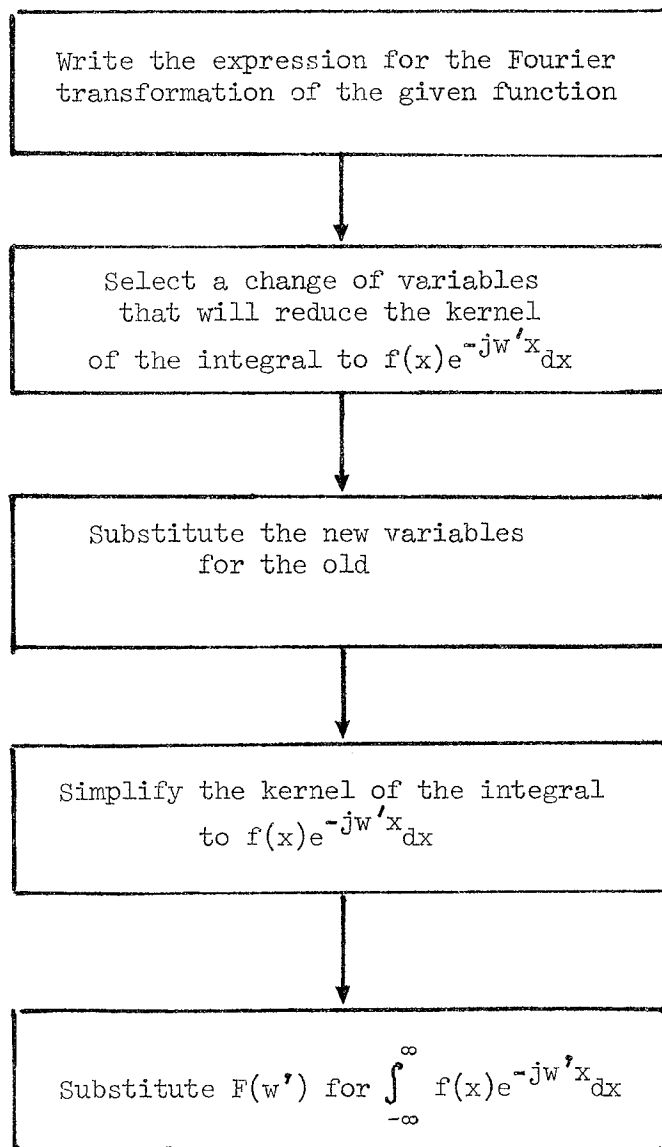 Write the expression for the Fourier
transformation of the given function
Select a change of variables
that will reduce the kernel
of the integral to f(x)e^-jw'x dx
Substitute the new variables
for the old
Simplify the kernel of the integral
to f(x)e^-jw'x dx
Substitute F(w') for ∫_-∞^∞ f(x)e^-jw'x dx